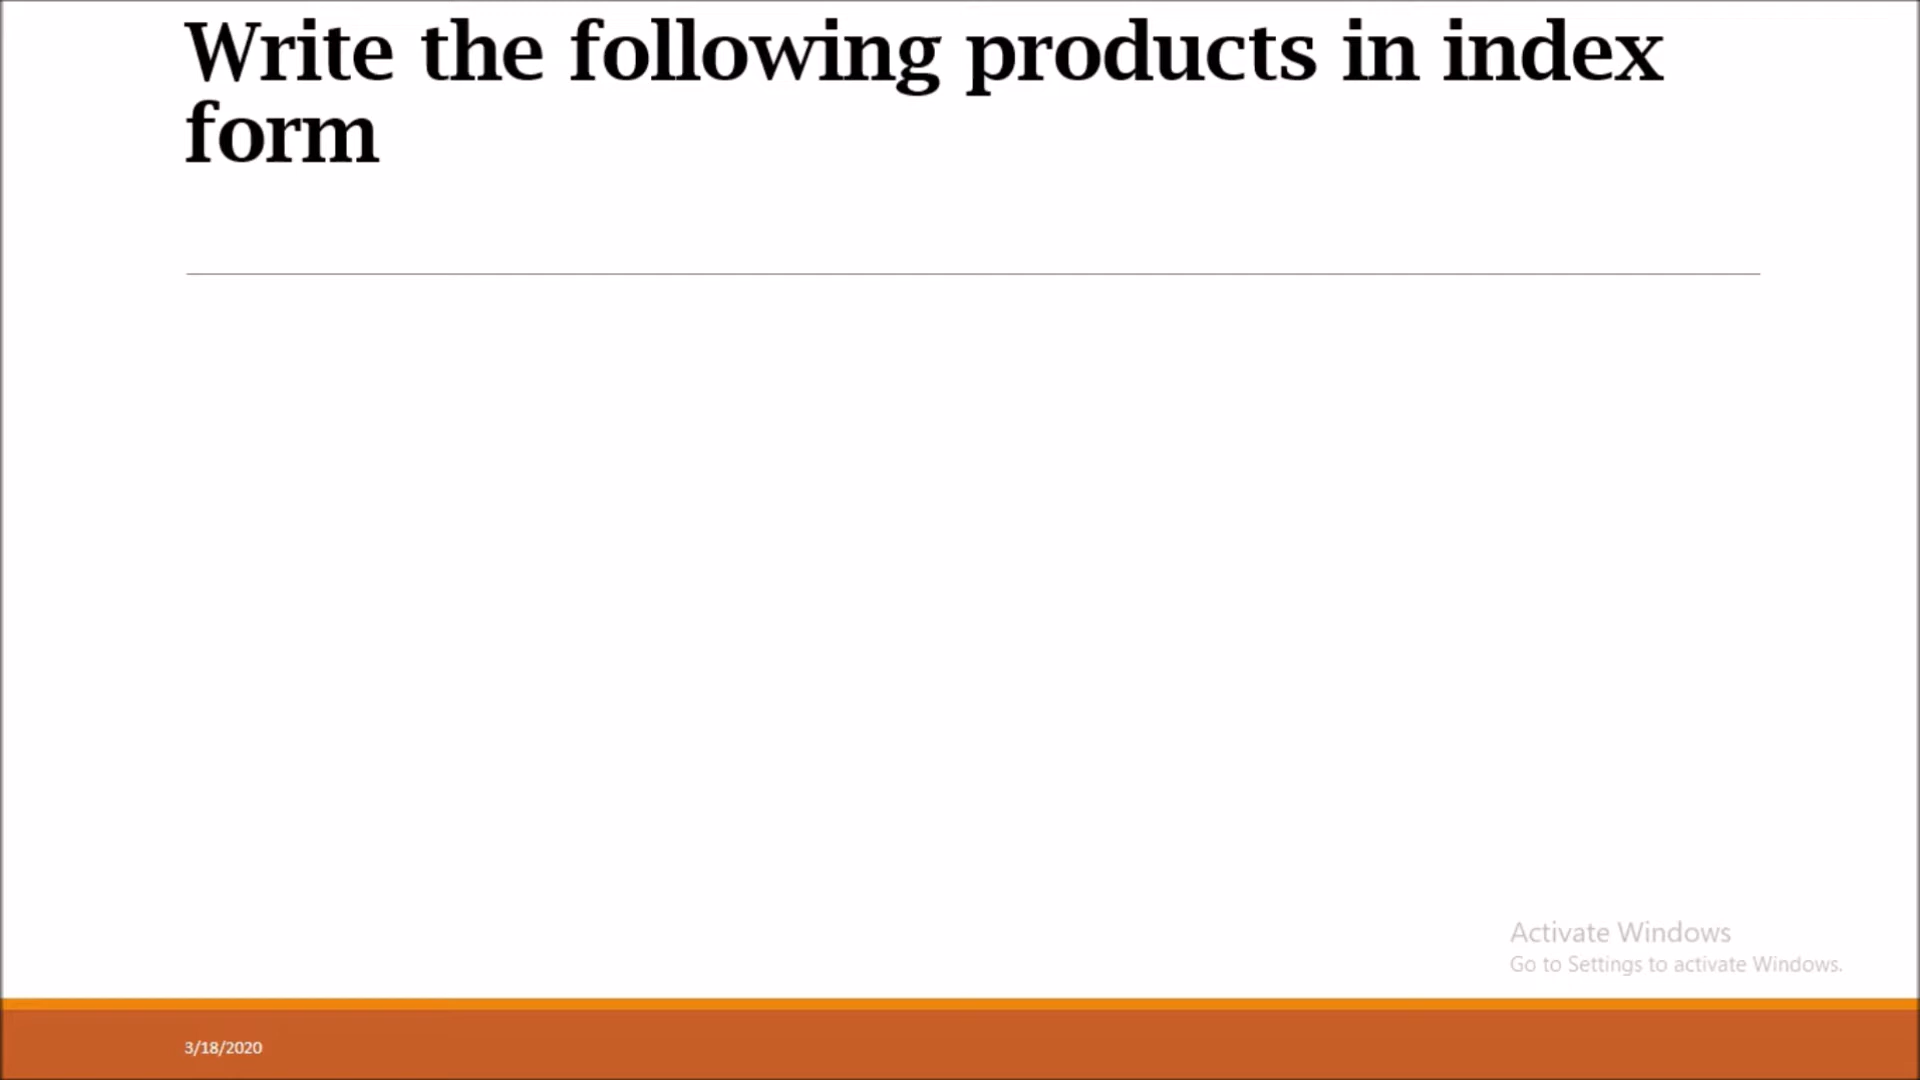 Write the following products in index
form
Activate Windows
Go to Settings to activate Windows.
3/18/2020